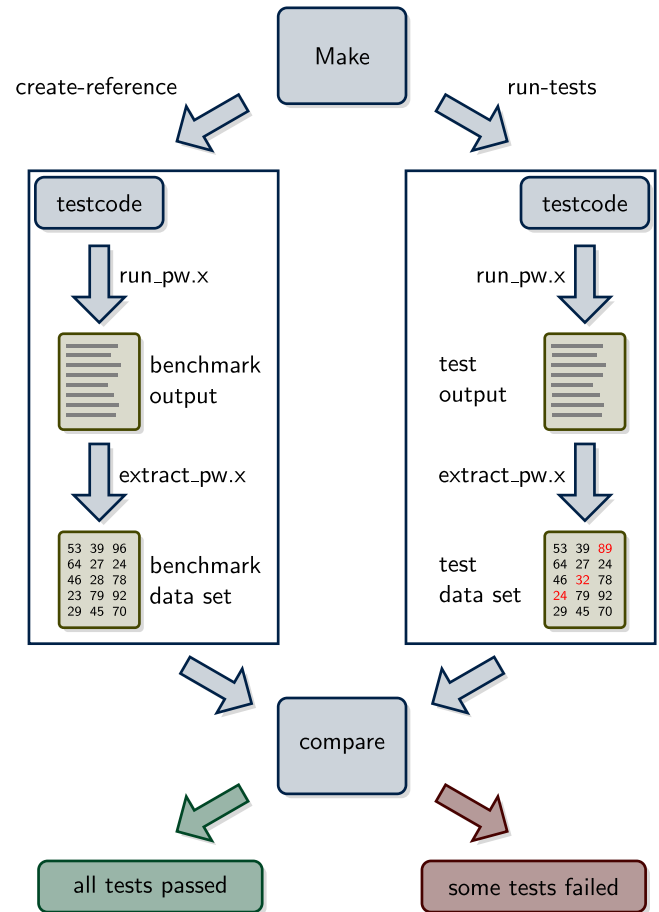 Make
create-reference
run-tests
testcode
run_pw.x
benchmark
output
extract_pw.x
53 39 96
64 27 24
46 28 78
23 79 92
29 45 70
benchmark
data set
testcode
run_pw.x
test
output
extract_pw.x
test
data set
53 39 89
64 27 24
46 32 78
24 79 92
29 45 70
compare
all tests passed
some tests failed